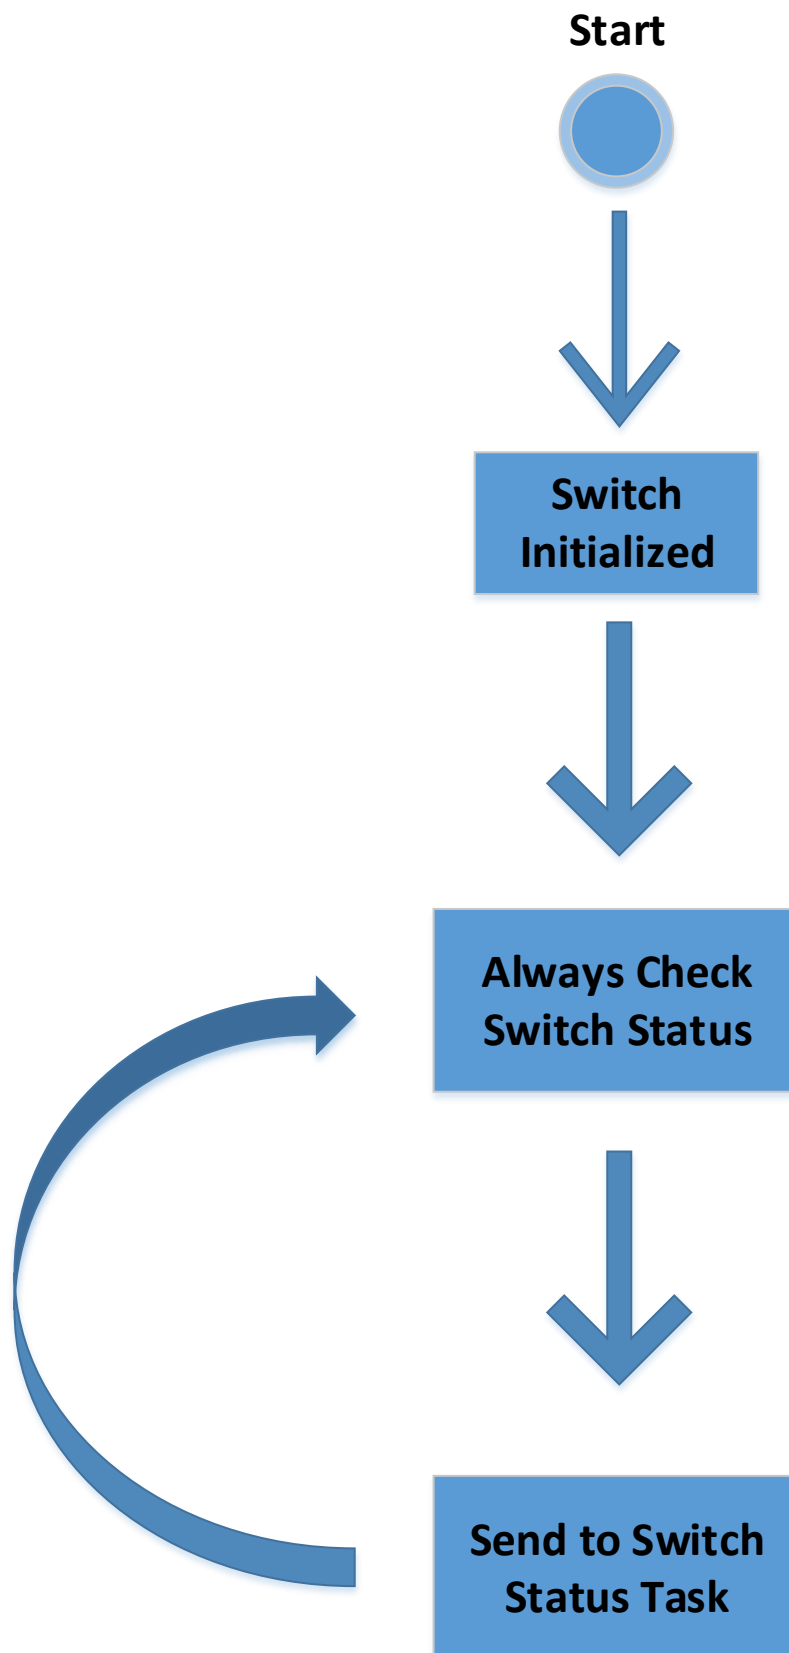 Start
Switch
Initialized
Always Check
Switch Status
Send to Switch
Status Task